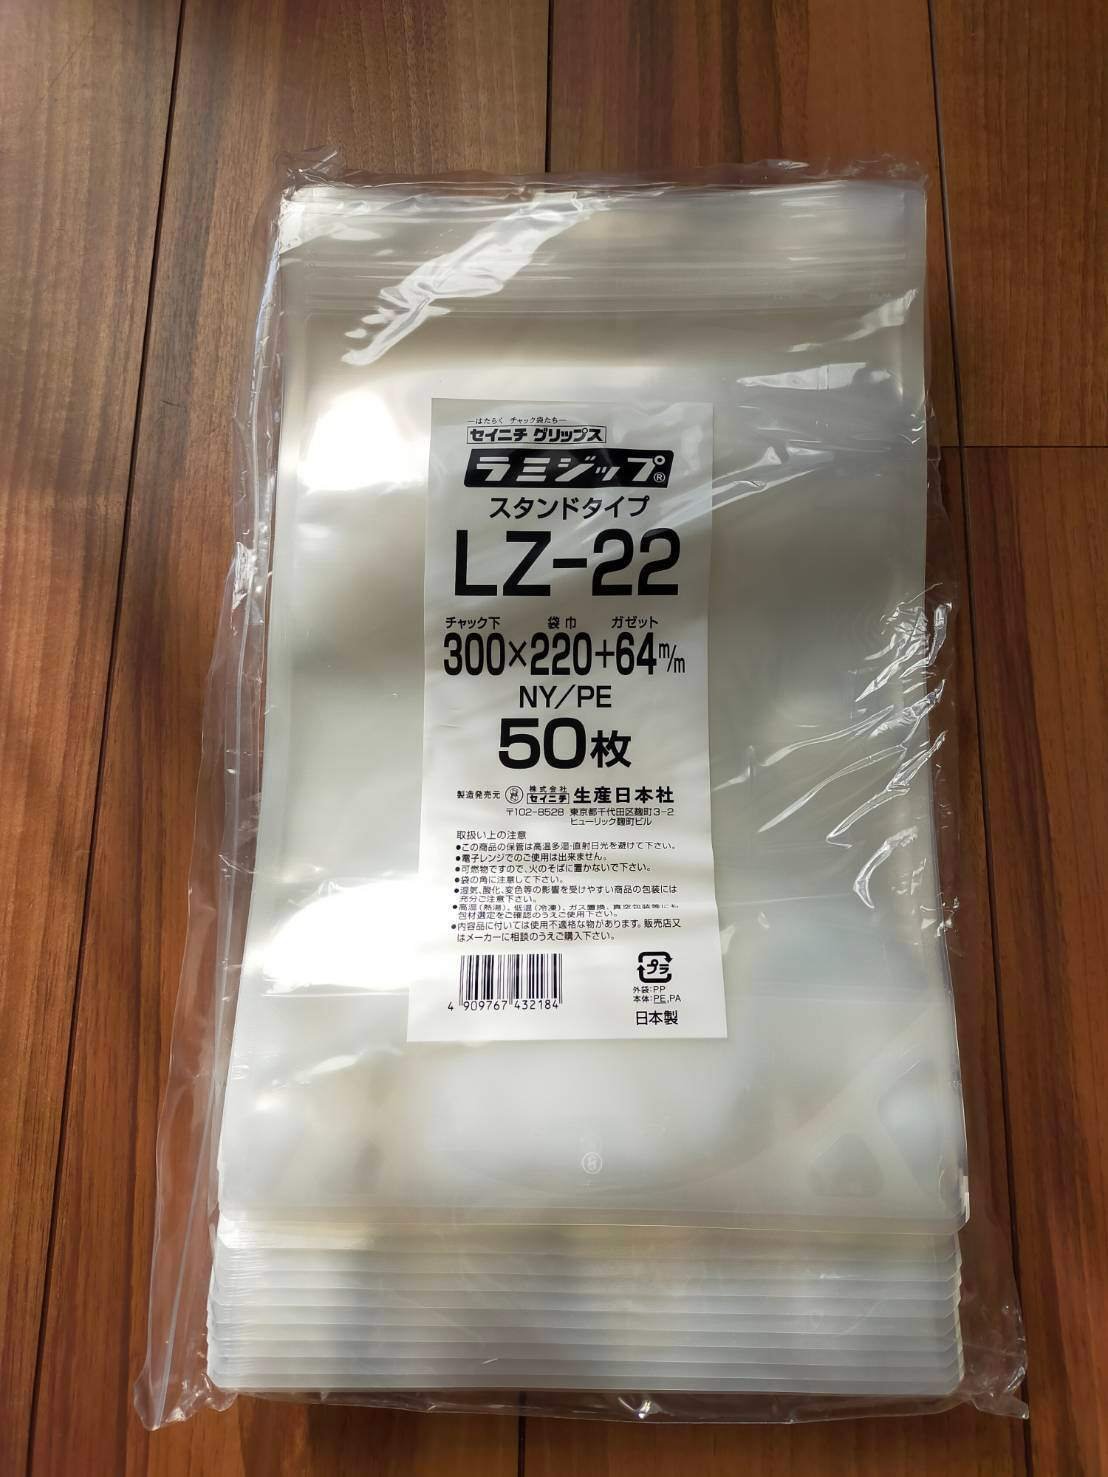 ―はたらく チャック袋たち―
セイニチ グリップス
ラミジップ®
スタンドタイプ
LZ-22
チャック下 袋巾 ガゼット
300×220+64m/m
NY/PE
50枚
製造発売元 株式会社 セイニチ 生産日本社
〒102-8528 東京都千代田区麹町3-2
ヒューリック麹町ビル
取扱い上の注意
●この商品の保管は高温多湿・直射日光を避けて下さい。
●電子レンジでのご使用は出来ません。
●可燃物ですので、火のそばに置かないで下さい。
●袋の角に注意して下さい。
●湿気、酸化、変色等の影響を受けやすい商品の包装には
充分ご注意下さい。
●高温(熱湯)、低温(冷凍)、ガス置換、真空包装等にも
包材選定をご確認のうえご使用下さい。
●内容品に付いては使用不適格な物があります。販売店又
はメーカーに相談のうえご購入下さい。
4 909767 432184
プラ
外袋:PP
本体:PE,PA
日本製